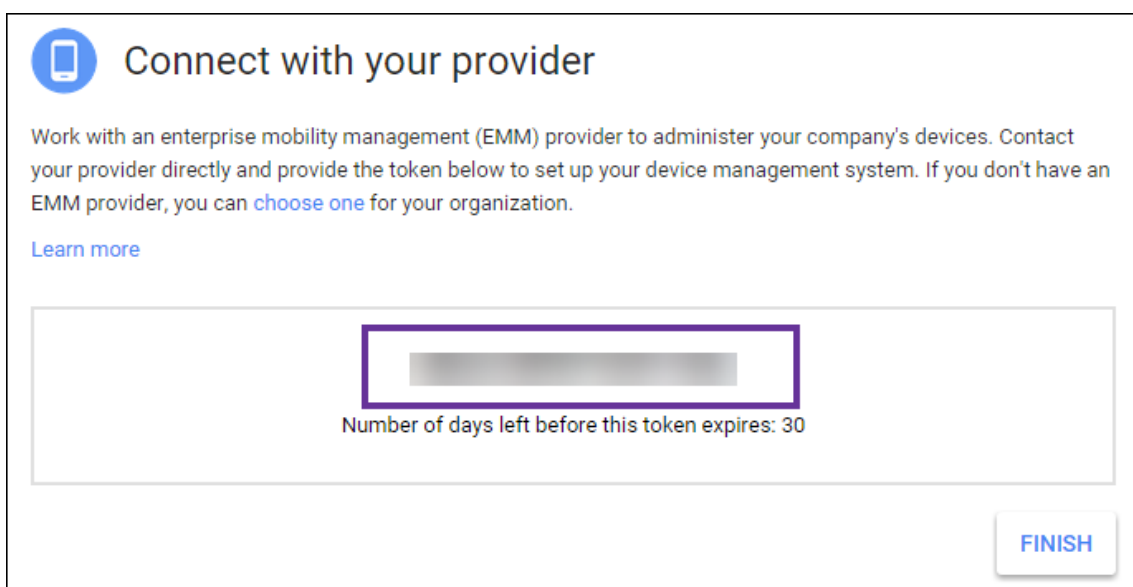 Connect with your provider
Work with an enterprise mobility management (EMM) provider to administer your company's devices. Contact
your provider directly and provide the token below to set up your device management system. If you don't have an
EMM provider, you can choose one for your organization.
Learn more
Number of days left before this token expires: 30
FINISH